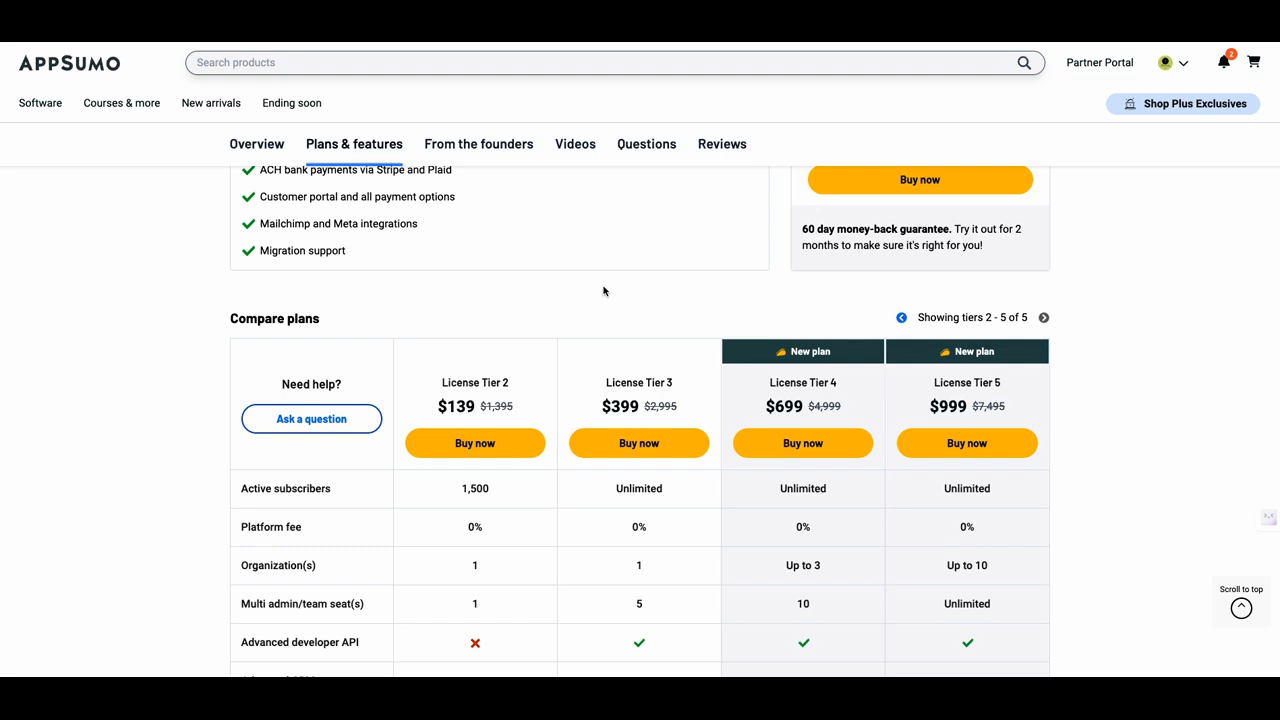 APPSUMO
Search products
Partner Portal
2
Software Courses & more New arrivals Ending soon
Shop Plus Exclusives
Overview Plans & features From the founders Videos Questions Reviews
ACH bank payments via Stripe and Plaid
Customer portal and all payment options
Mailchimp and Meta integrations
Migration support
Buy now
60 day money-back guarantee. Try it out for 2
months to make sure it's right for you!
Compare plans
Showing tiers 2 - 5 of 5
New plan New plan
Need help?
Ask a question
License Tier 2 License Tier 3 License Tier 4 License Tier 5
$139 $1,395 $399 $2,995 $699 $4,999 $999 $7,495
Buy now Buy now Buy now Buy now
Active subscribers 1,500 Unlimited Unlimited Unlimited
Platform fee 0% 0% 0% 0%
Organization(s) 1 1 Up to 3 Up to 10
Multi admin/team seat(s) 1 5 10 Unlimited
Advanced developer API
Scroll to top